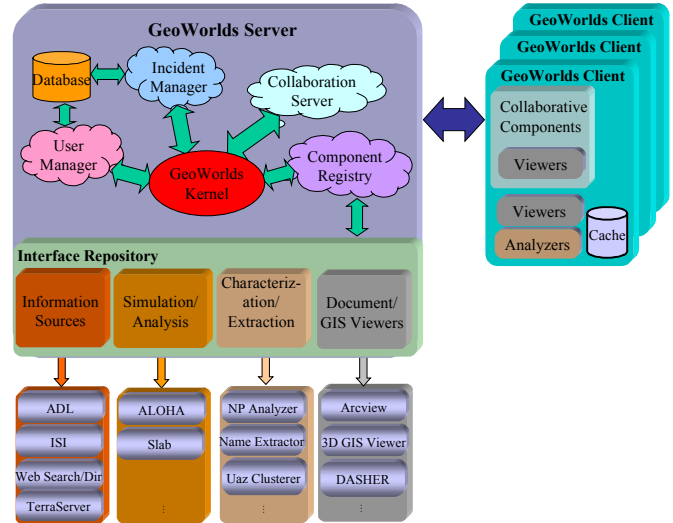 GeoWorlds Server
Database
Incident
Manager
Collaboration
Server
User
Manager
GeoWorlds
Kernel
Component
Registry
Interface Repository
Information
Sources
Simulation/
Analysis
Characteriz-
ation/
Extraction
Document/
GIS Viewers
ADL
ISI
Web Search/Dir
TerraServer
ALOHA
Slab
...
NP Analyzer
Name Extractor
Uaz Clusterer
...
Arcview
3D GIS Viewer
DASHER
...
GeoWorlds Client
GeoWorlds Client
GeoWorlds Client
Collaborative
Components
Viewers
Viewers
Analyzers
Cache